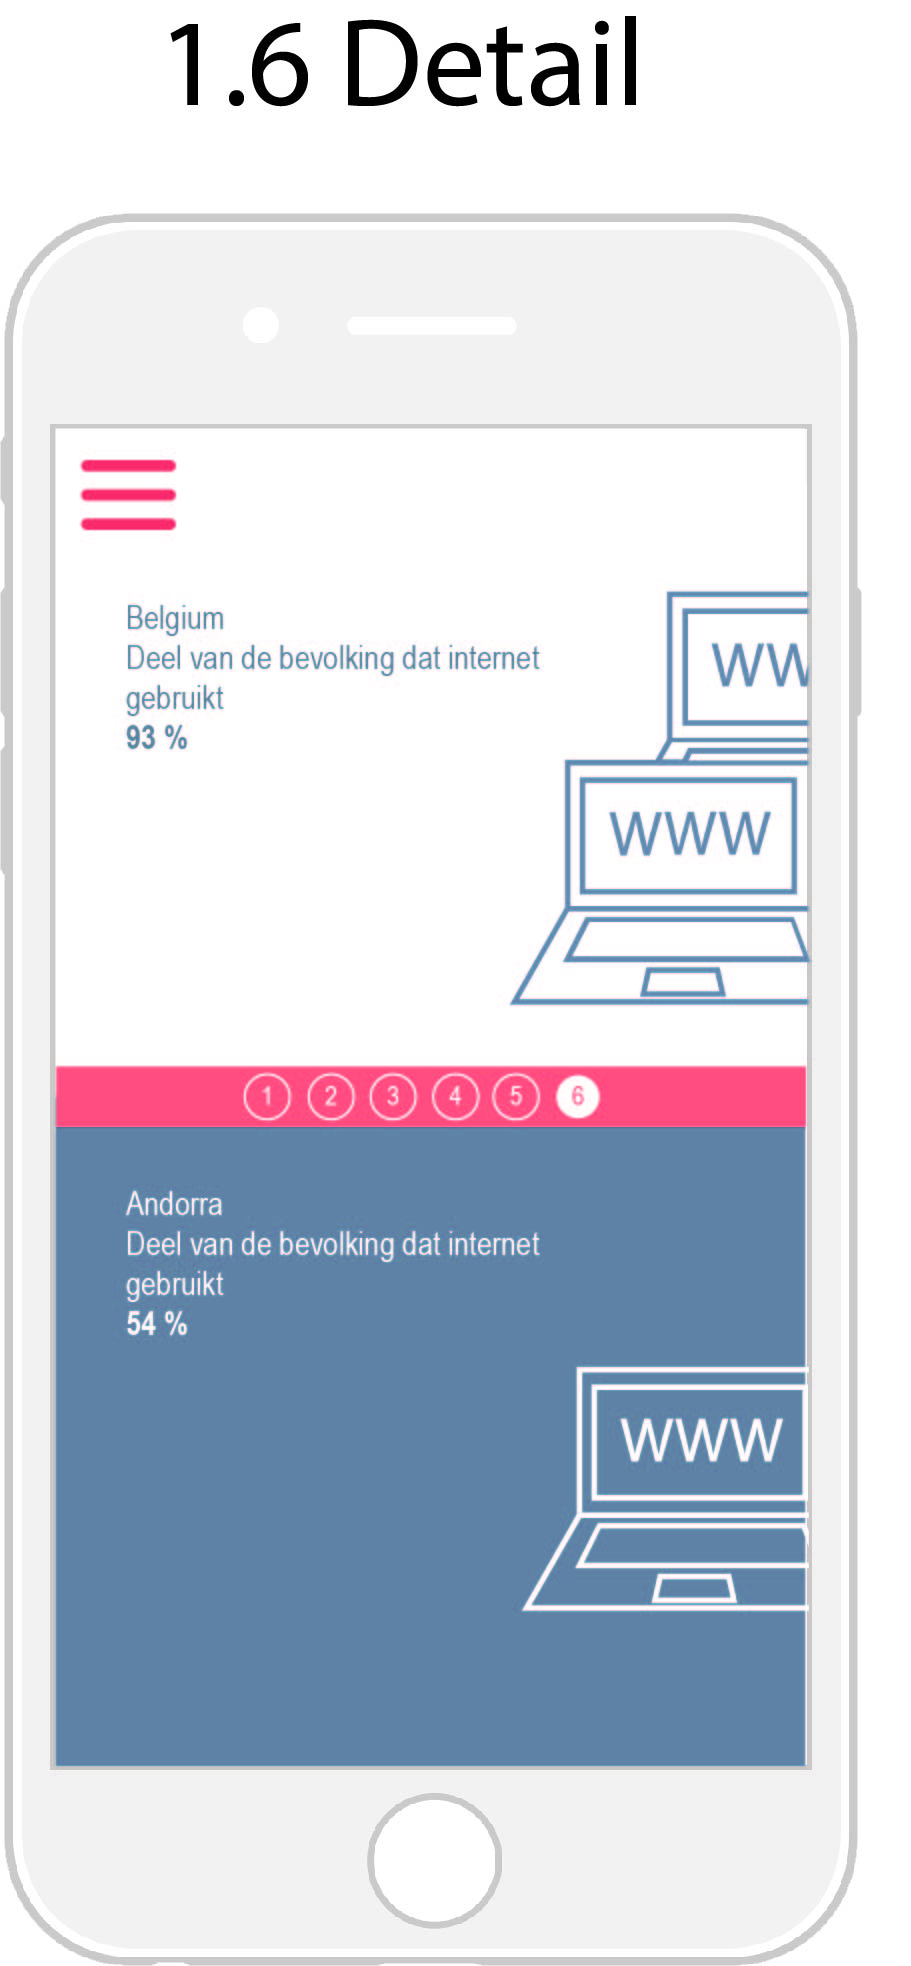 1.6 Detail
Belgium
Deel van de bevolking dat internet
gebruikt
93 %
WW
WWW
1 2 3 4 5 6
Andorra
Deel van de bevolking dat internet
gebruikt
54 %
WWW